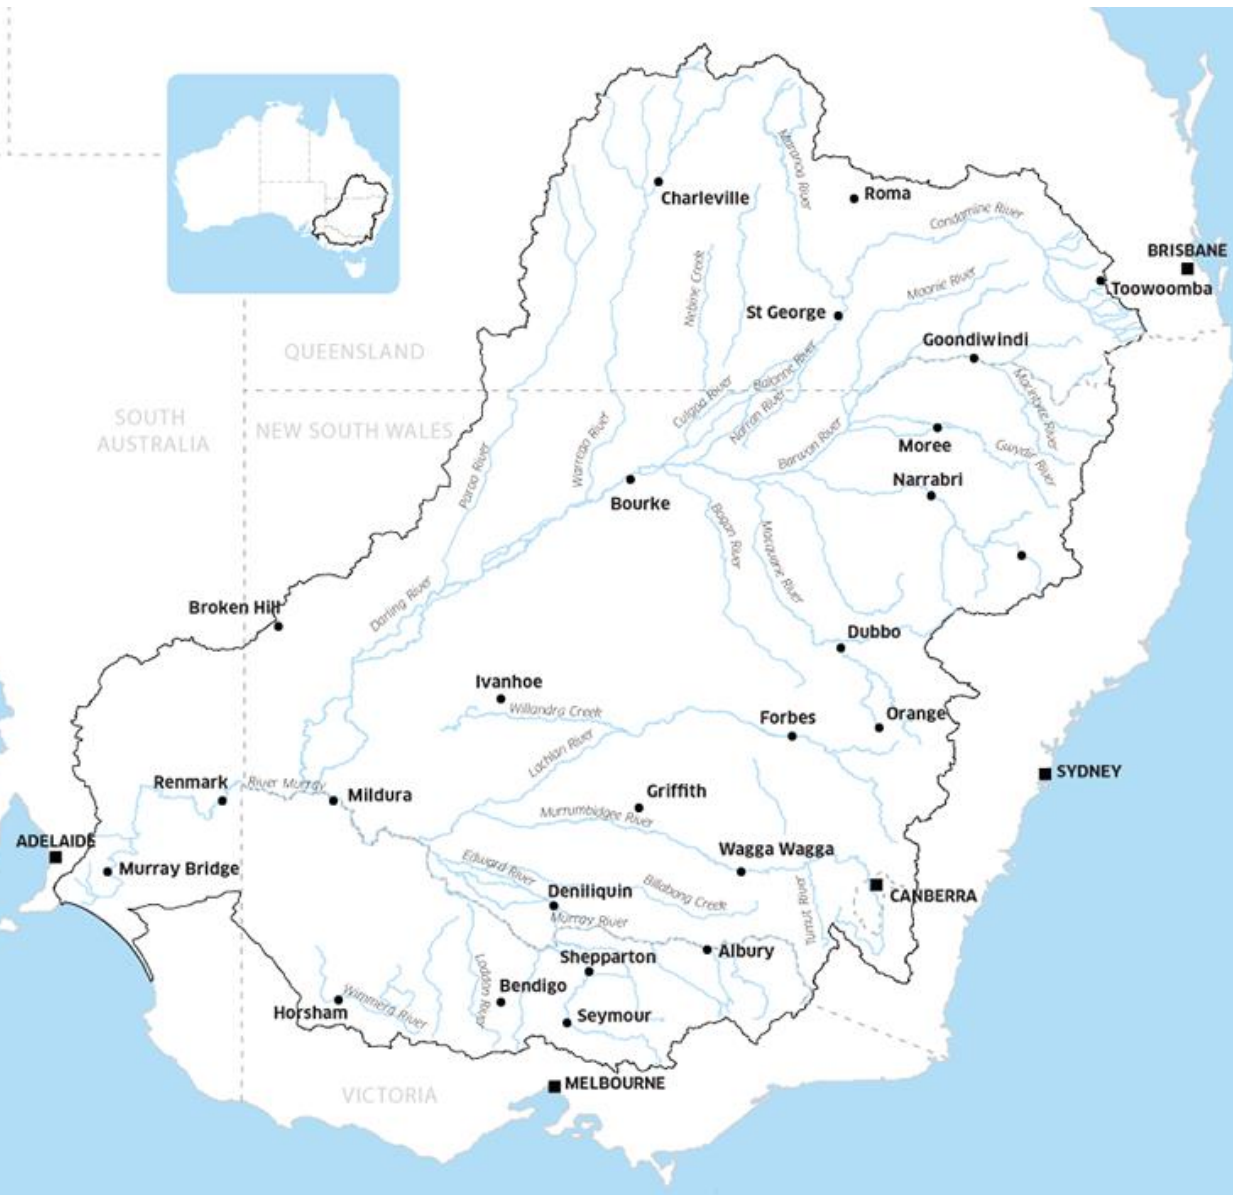 Maranoa River
Charleville
Roma
Condamine River
BRISBANE
Toowoomba
Nebine Creek
Moonie River
St George
Goondiwindi
QUEENSLAND
Balonne River
Culgoa River
Narran River
Macintyre River
SOUTH
AUSTRALIA
NEW SOUTH WALES
Warrego River
Paroo River
Barwon River
Moree
Gwydir River
Narrabri
Bourke
Bogan River
Macquarie River
Darling River
Broken Hill
Dubbo
Ivanhoe
Willandra Creek
Forbes
Orange
Lachlan River
SYDNEY
Renmark
River Murray
Mildura
Griffith
Murrumbidgee River
ADELAIDE
Murray Bridge
Wagga Wagga
Edward River
Deniliquin
Billabong Creek
Tumut River
CANBERRA
Murray River
Shepparton
Albury
Loddon River
Bendigo
Horsham
Wimmera River
Seymour
MELBOURNE
VICTORIA